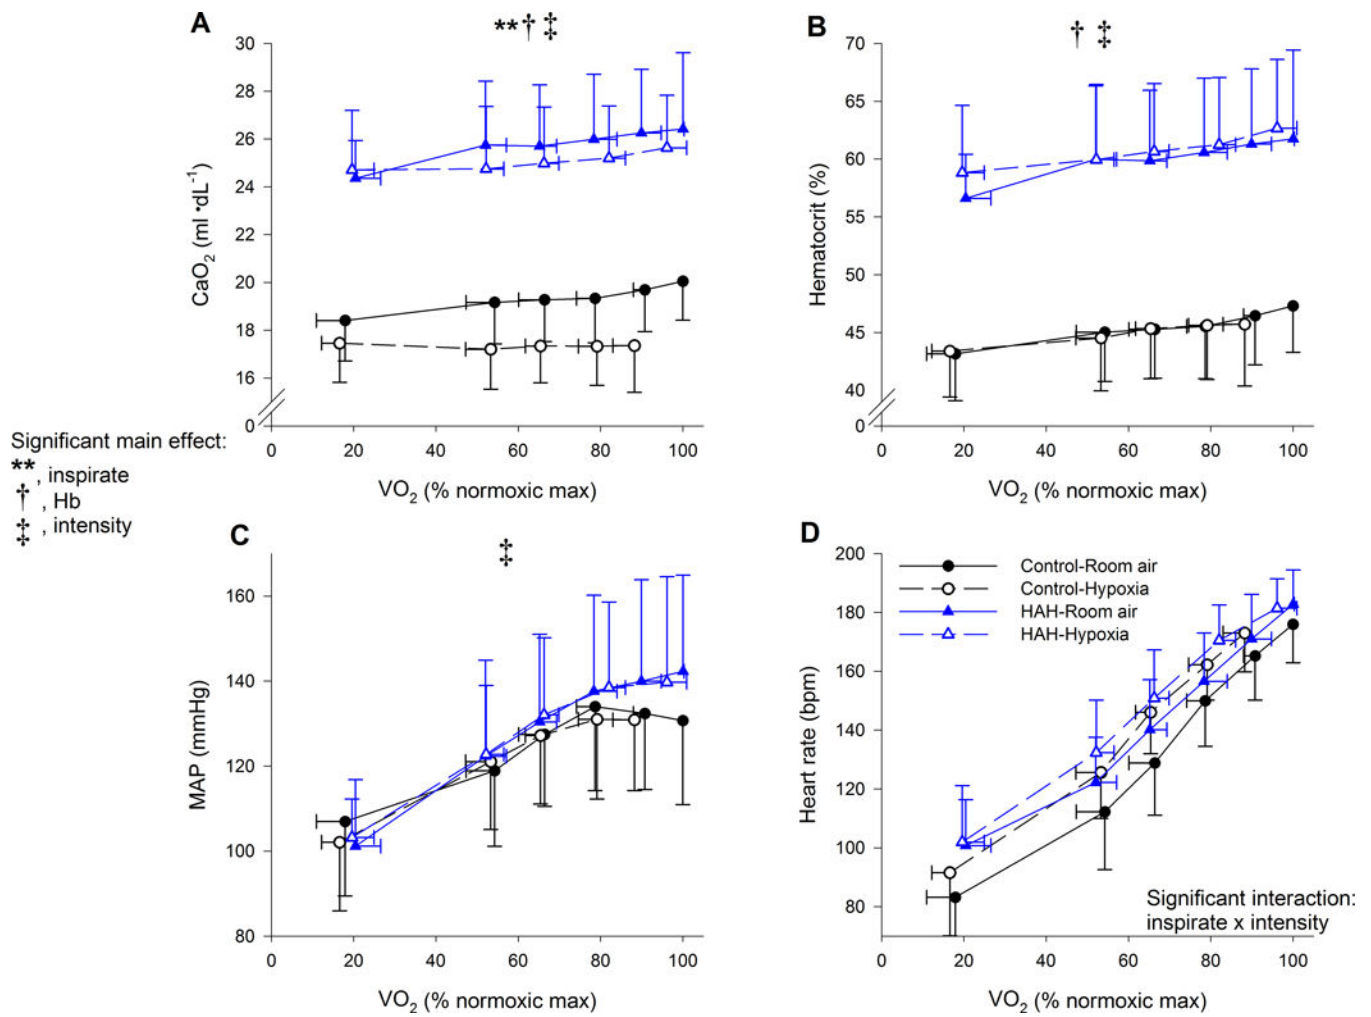 A
**† ‡
30
28
26
24
22
20
18
16
0
CaO₂ (ml •dL⁻¹)
0
20
40
60
80
100
VO₂ (% normoxic max)
B
† ‡
70
65
60
55
50
45
40
0
Hematocrit (%)
0
20
40
60
80
100
VO₂ (% normoxic max)
Significant main effect:
**, inspirate
†, Hb
‡, intensity
C
‡
160
140
120
100
80
MAP (mmHg)
0
20
40
60
80
100
VO₂ (% normoxic max)
D
200
180
160
140
120
100
80
Heart rate (bpm)
Control-Room air
Control-Hypoxia
HAH-Room air
HAH-Hypoxia
Significant interaction:
inspirate x intensity
0
20
40
60
80
100
VO₂ (% normoxic max)